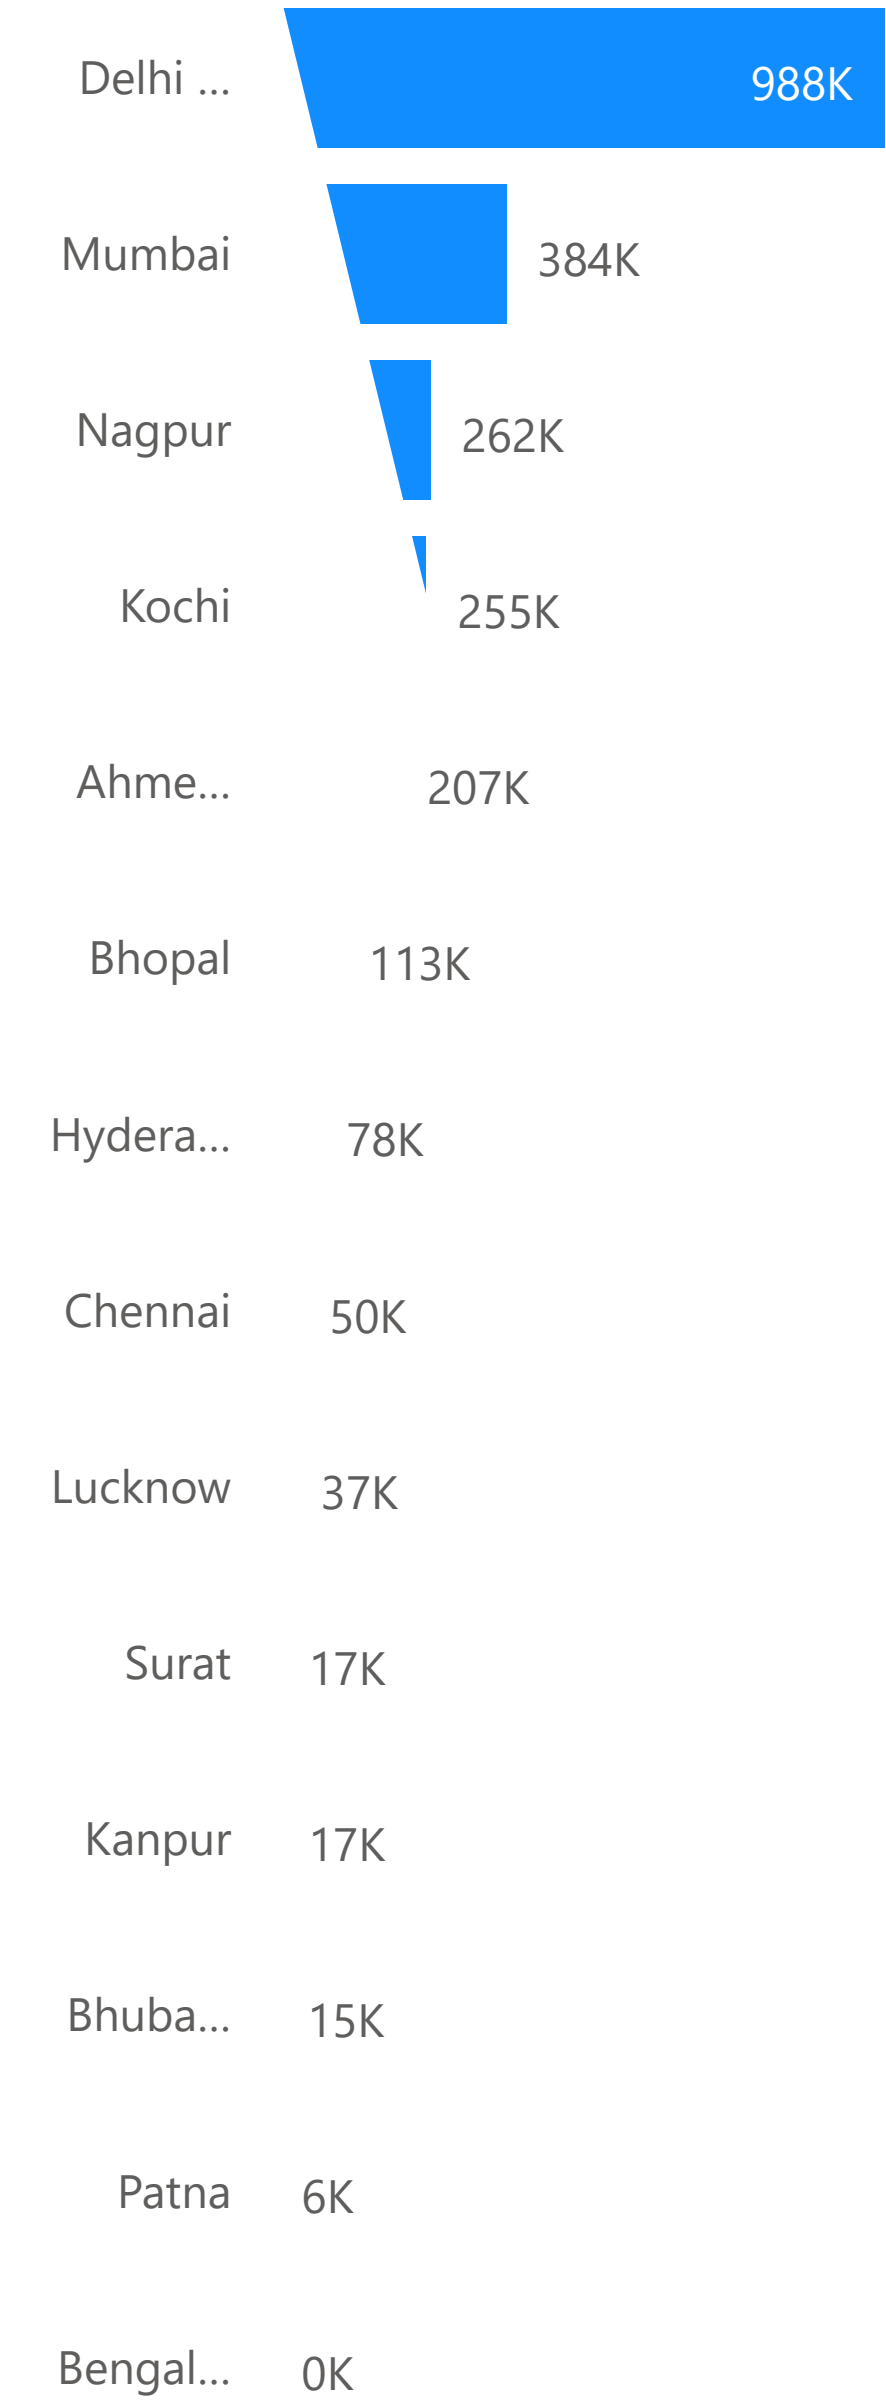 Delhi ... 988K
Mumbai 384K
Nagpur 262K
Kochi 255K
Ahme... 207K
Bhopal 113K
Hydera... 78K
Chennai 50K
Lucknow 37K
Surat 17K
Kanpur 17K
Bhuba... 15K
Patna 6K
Bengal... 0K